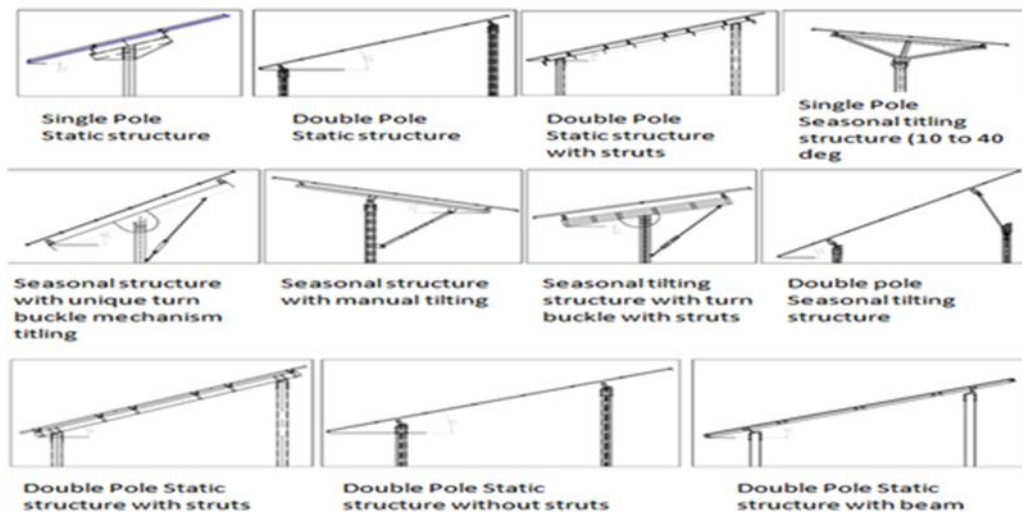 Single Pole
Static structure
Double Pole
Static structure
Double Pole
Static structure
with struts
Single Pole
Seasonal titling
structure (10 to 40
deg
Seasonal structure
with unique turn
buckle mechanism
titling
Seasonal structure
with manual tilting
Seasonal tilting
structure with turn
buckle with struts
Double pole
Seasonal tilting
structure
Double Pole Static
structure with struts
Double Pole Static
structure without struts
Double Pole Static
structure with beam